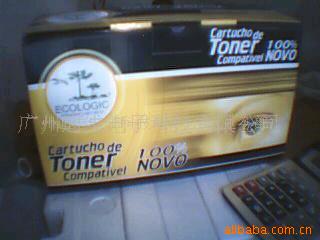 Cartucho de
Toner 100%
Compatível NOVO
ECOLOGIC
Cartucho de
Toner 100%
Compatível NOVO
alibaba.com.cn